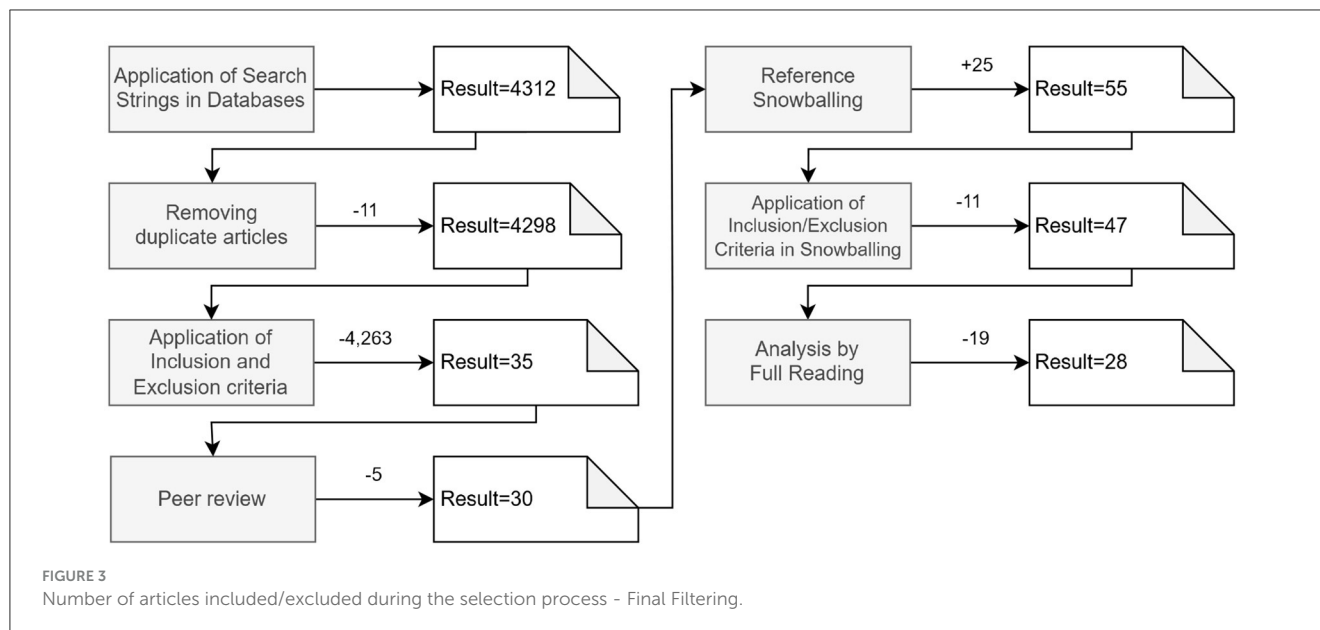 Application of Search
Strings in Databases
Result=4312
Removing
duplicate articles
-11
Result=4298
Application of
Inclusion and
Exclusion criteria
-4,263
Result=35
Peer review
-5
Result=30
Reference
Snowballing
+25
Result=55
Application of
Inclusion/Exclusion
Criteria in Snowballing
-11
Result=47
Analysis by
Full Reading
-19
Result=28
FIGURE 3
Number of articles included/excluded during the selection process - Final Filtering.